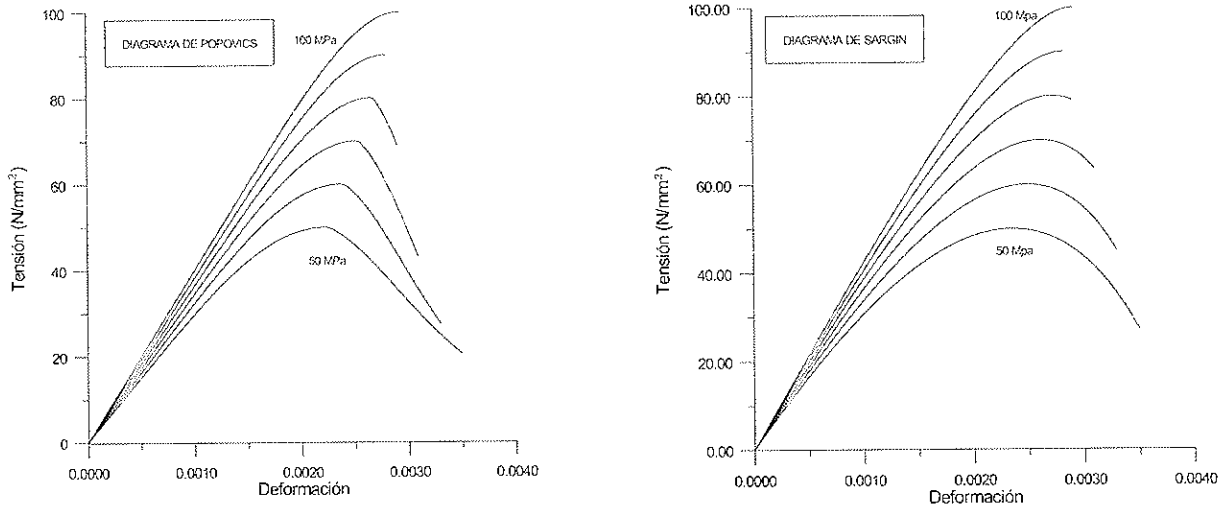 DIAGRAMA DE POPOVICS
100 MPa
50 MPa
Tensión (N/mm²)
100
80
60
40
20
0
0.0000 0.0010 0.0020 0.0030 0.0040
Deformación
DIAGRAMA DE SARGIN
100 Mpa
50 Mpa
Tensión (N/mm²)
100.00
80.00
60.00
40.00
20.00
0.00
0.0000 0.0010 0.0020 0.0030 0.0040
Deformación